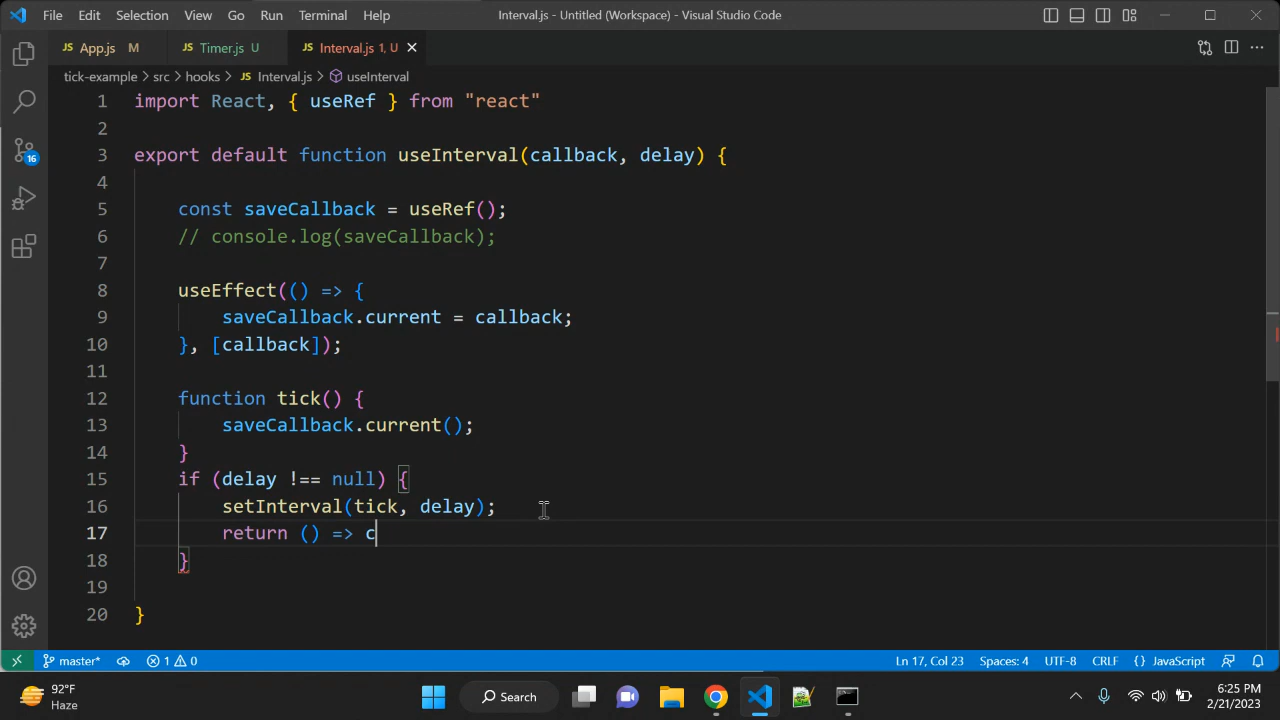 File Edit Selection View Go Run Terminal Help Interval.js - Untitled (Workspace) - Visual Studio Code
App.js M Timer.js U Interval.js 1, U
tick-example > src > hooks > Interval.js > useInterval
1 import React, { useRef } from "react"
2
3 export default function useInterval(callback, delay) {
4
5 const saveCallback = useRef();
6 // console.log(saveCallback);
7
8 useEffect(() => {
9 saveCallback.current = callback;
10 }, [callback]);
11
12 function tick() {
13 saveCallback.current();
14 }
15 if (delay !== null) {
16 setInterval(tick, delay);
17 return () => c
18 }
19
20 }
16
master* 1 0 Ln 17, Col 23 Spaces: 4 UTF-8 CRLF {} JavaScript
92°F
Haze
Search
6:25 PM
2/21/2023